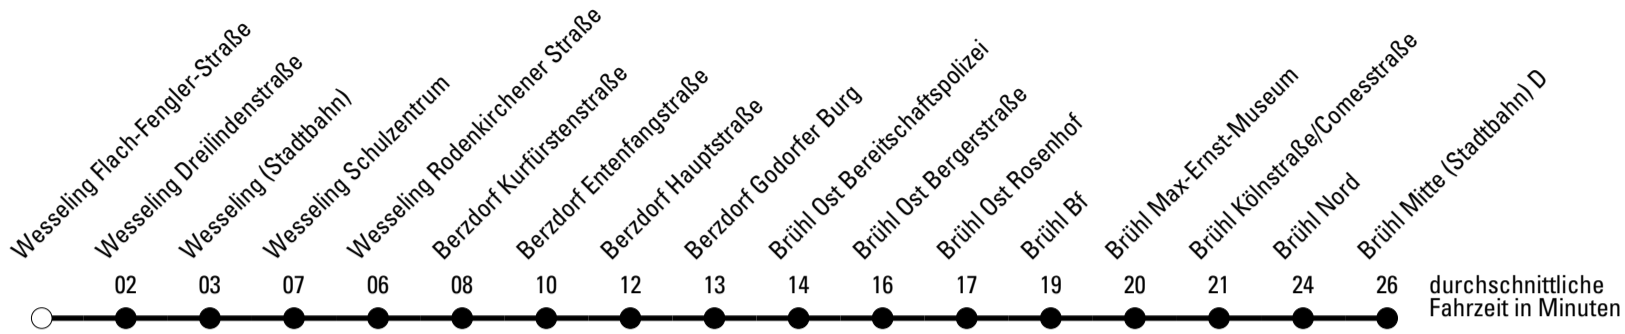 Wesseling Flach-Fengler-Straße
Wesseling Dreilindenstraße
Wesseling (Stadtbahn)
Wesseling Schulzentrum
Wesseling Rodenkirchener Straße
Berzdorf Kurfürstenstraße
Berzdorf Entenfangstraße
Berzdorf Hauptstraße
Berzdorf Godorfer Burg
Brühl Ost Bereitschaftspolizei
Brühl Ost Bergerstraße
Brühl Ost Rosenhof
Brühl Bf
Brühl Max-Ernst-Museum
Brühl Kölnstraße/Comesstraße
Brühl Nord
Brühl Mitte (Stadtbahn) D
02 03 07 06 08 10 12 13 14 16 17 19 20 21 24 26
durchschnittliche
Fahrzeit in Minuten